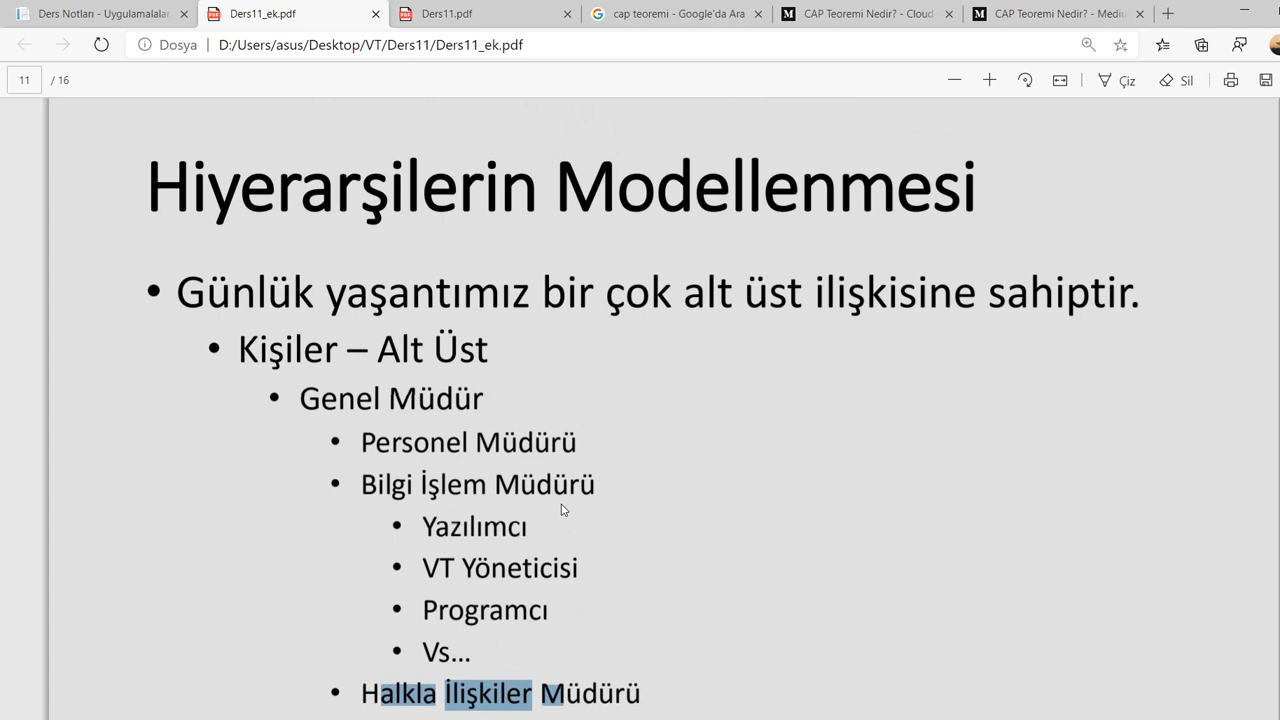 Ders Notları - Uygulamalalar
Ders11_ek.pdf
Ders11.pdf
cap teoremi - Google'da Ara
CAP Teoremi Nedir? - Cloud
CAP Teoremi Nedir? - Mediu
Dosya
D:/Users/asus/Desktop/VT/Ders11/Ders11_ek.pdf
11 / 16
Çiz
Sil
Hiyerarşilerin Modellenmesi
• Günlük yaşantımız bir çok alt üst ilişkisine sahiptir.
• Kişiler – Alt Üst
• Genel Müdür
• Personel Müdürü
• Bilgi İşlem Müdürü
• Yazılımcı
• VT Yöneticisi
• Programcı
• Vs...
• Halkla İlişkiler Müdürü